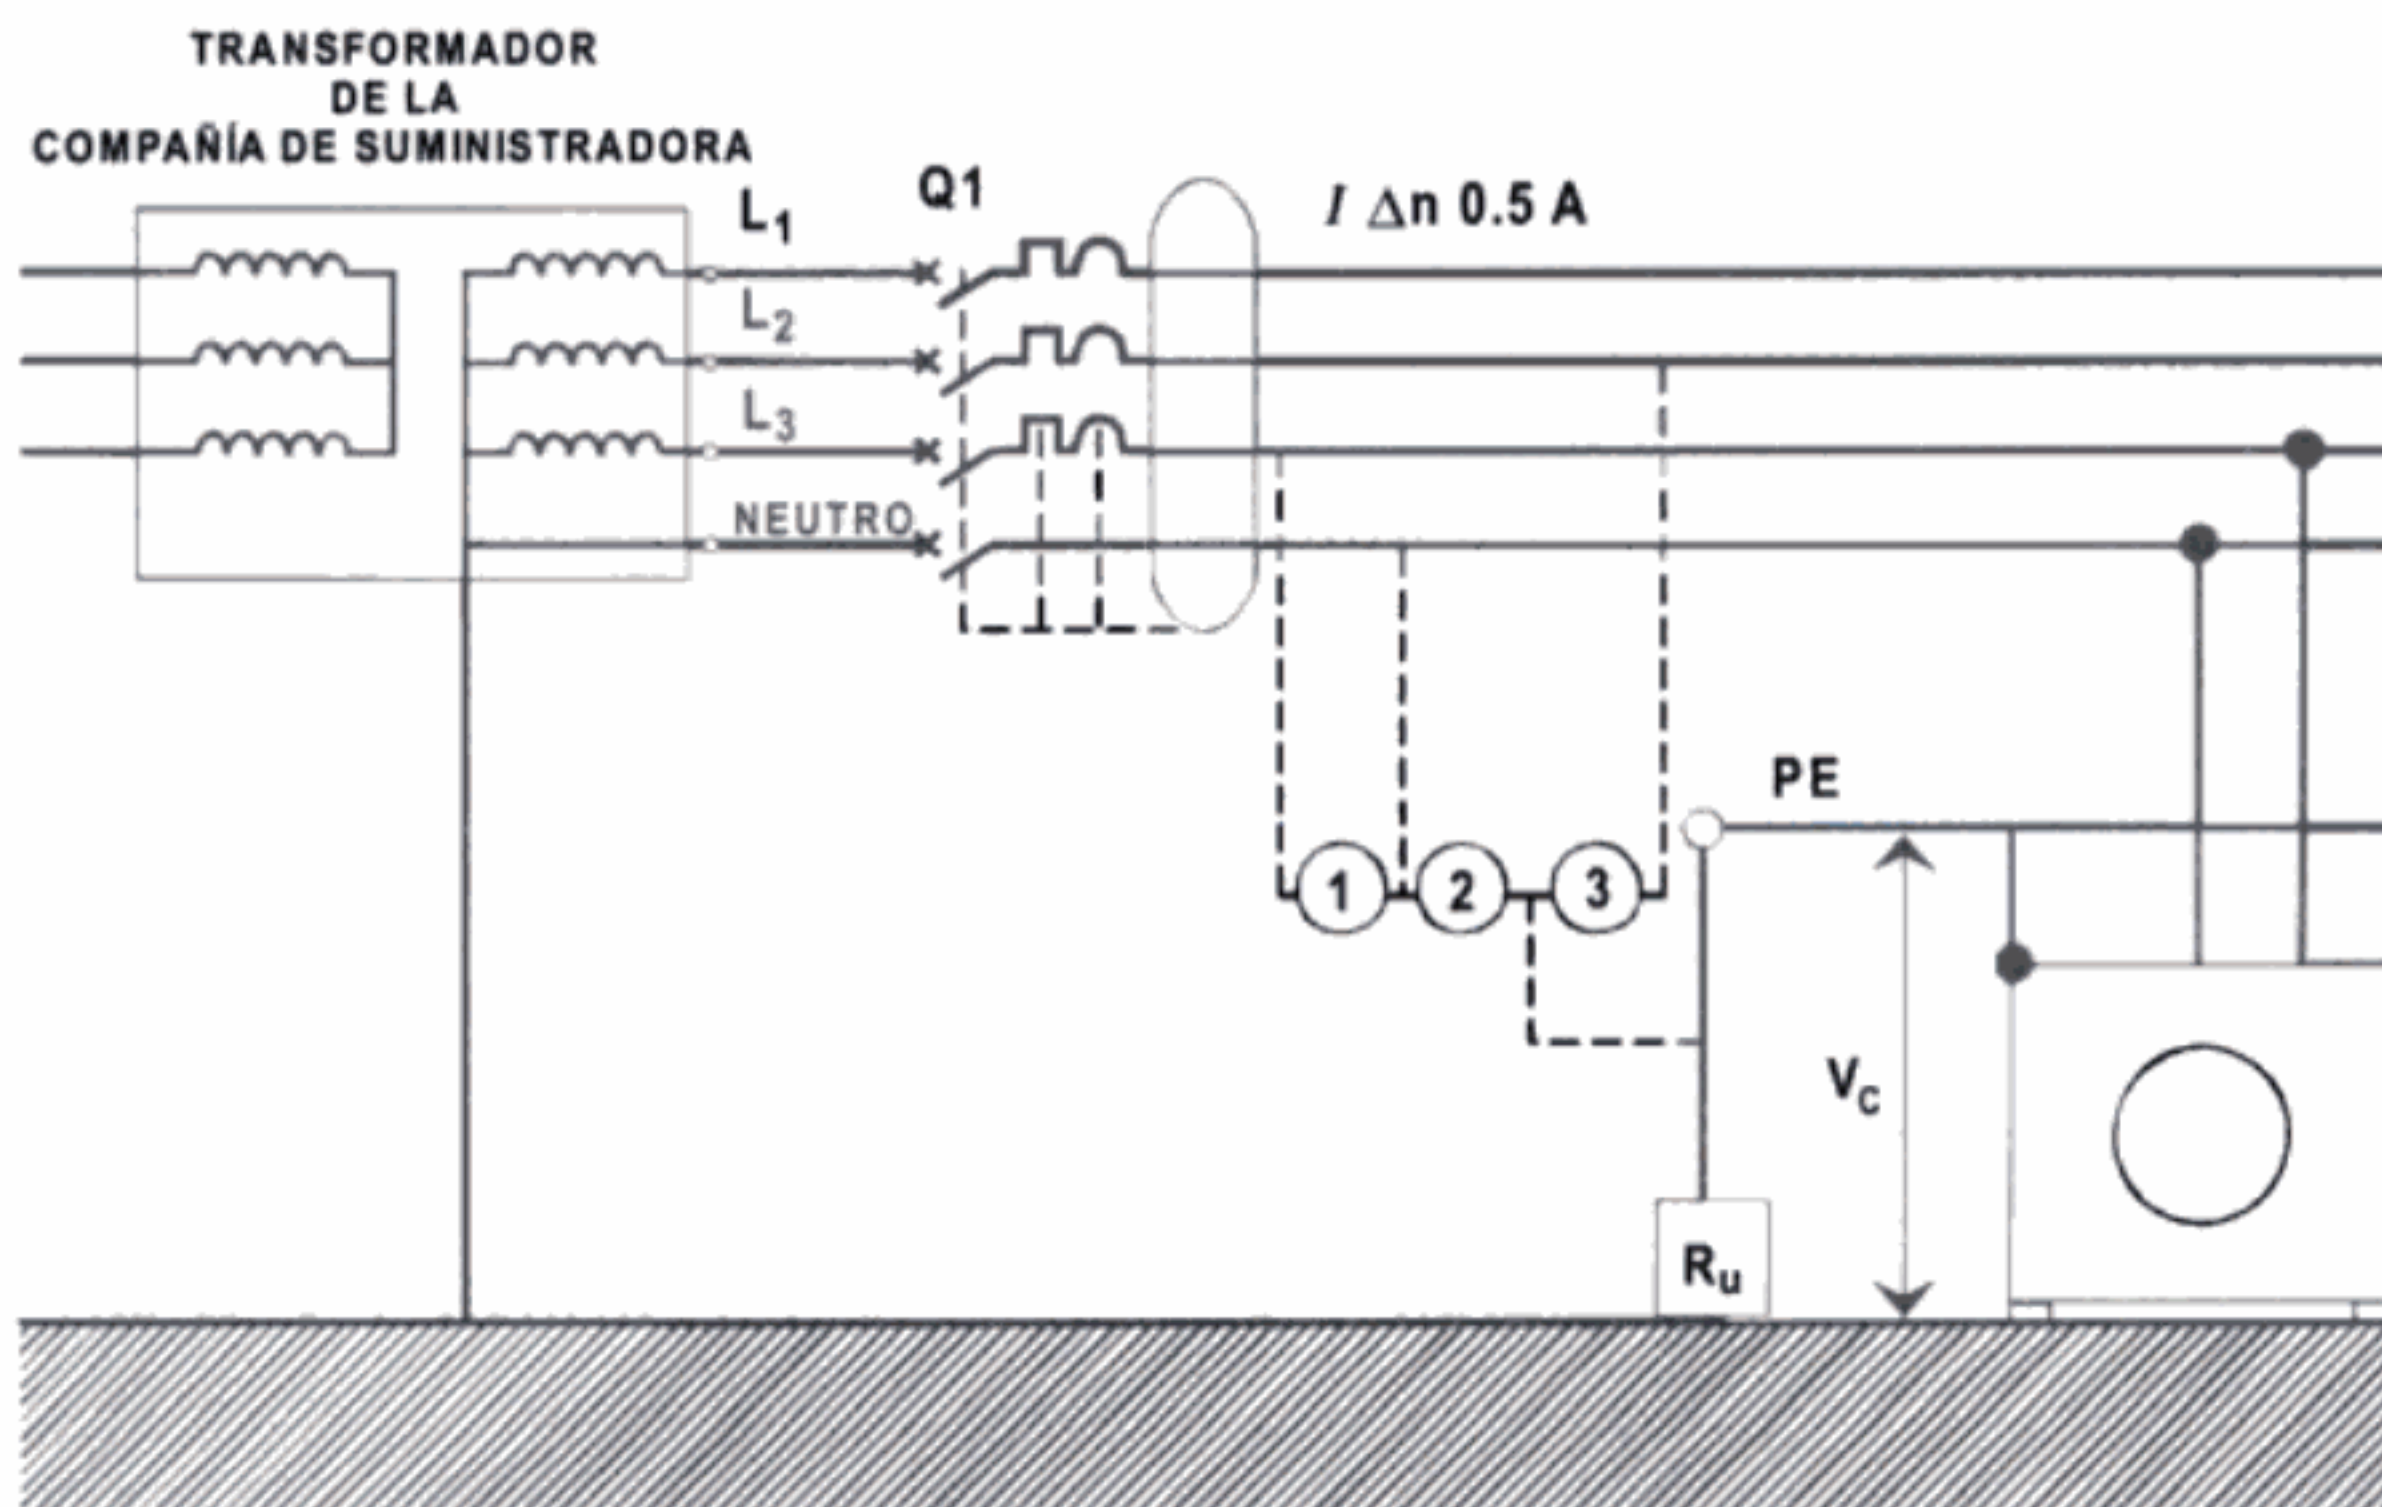 TRANSFORMADOR
DE LA
COMPAÑÍA DE SUMINISTRADORA
L1
Q1
I Δn 0.5 A
L2
L3
NEUTRO
PE
1
2
3
Vc
Ru